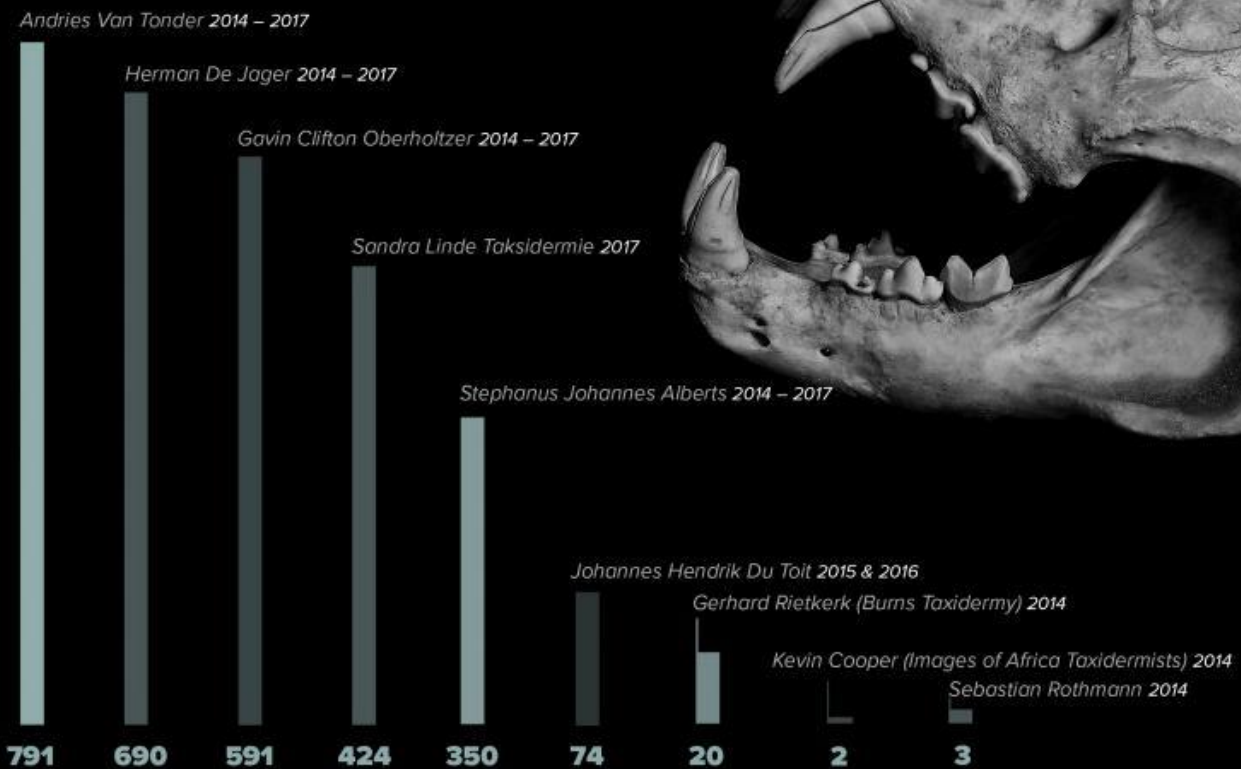 Andries Van Tonder 2014 – 2017
Herman De Jager 2014 – 2017
Gavin Clifton Oberholtzer 2014 – 2017
Sandra Linde Taksidermie 2017
Stephanus Johannes Alberts 2014 – 2017
Johannes Hendrik Du Toit 2015 & 2016
Gerhard Rietkerk (Burns Taxidermy) 2014
Kevin Cooper (Images of Africa Taxidermists) 2014
Sebastian Rothmann 2014
791 690 591 424 350 74 20 2 3